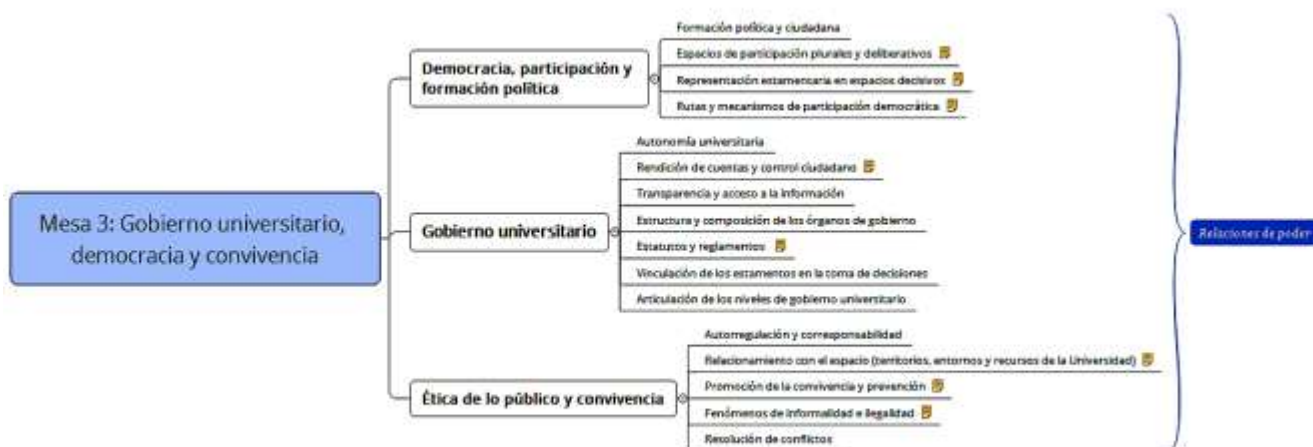 Mesa 3: Gobierno universitario,
democracia y convivencia
Democracia, participación y
formación política
Formación política y ciudadana
Espacios de participación plurales y deliberativos
Representación estamentaria en espacios decisivos
Rutas y mecanismos de participación democrática
Gobierno universitario
Autonomía universitaria
Rendición de cuentas y control ciudadano
Transparencia y acceso a la información
Estructura y composición de los órganos de gobierno
Estatutos y reglamentos
Vinculación de los estamentos en la toma de decisiones
Articulación de los niveles de gobierno universitario
Ética de lo público y convivencia
Autorregulación y corresponsabilidad
Relacionamiento con el espacio (territorios, entornos y recursos de la Universidad)
Promoción de la convivencia y prevención
Fenómenos de informalidad e ilegalidad
Resolución de conflictos
Relaciones de poder